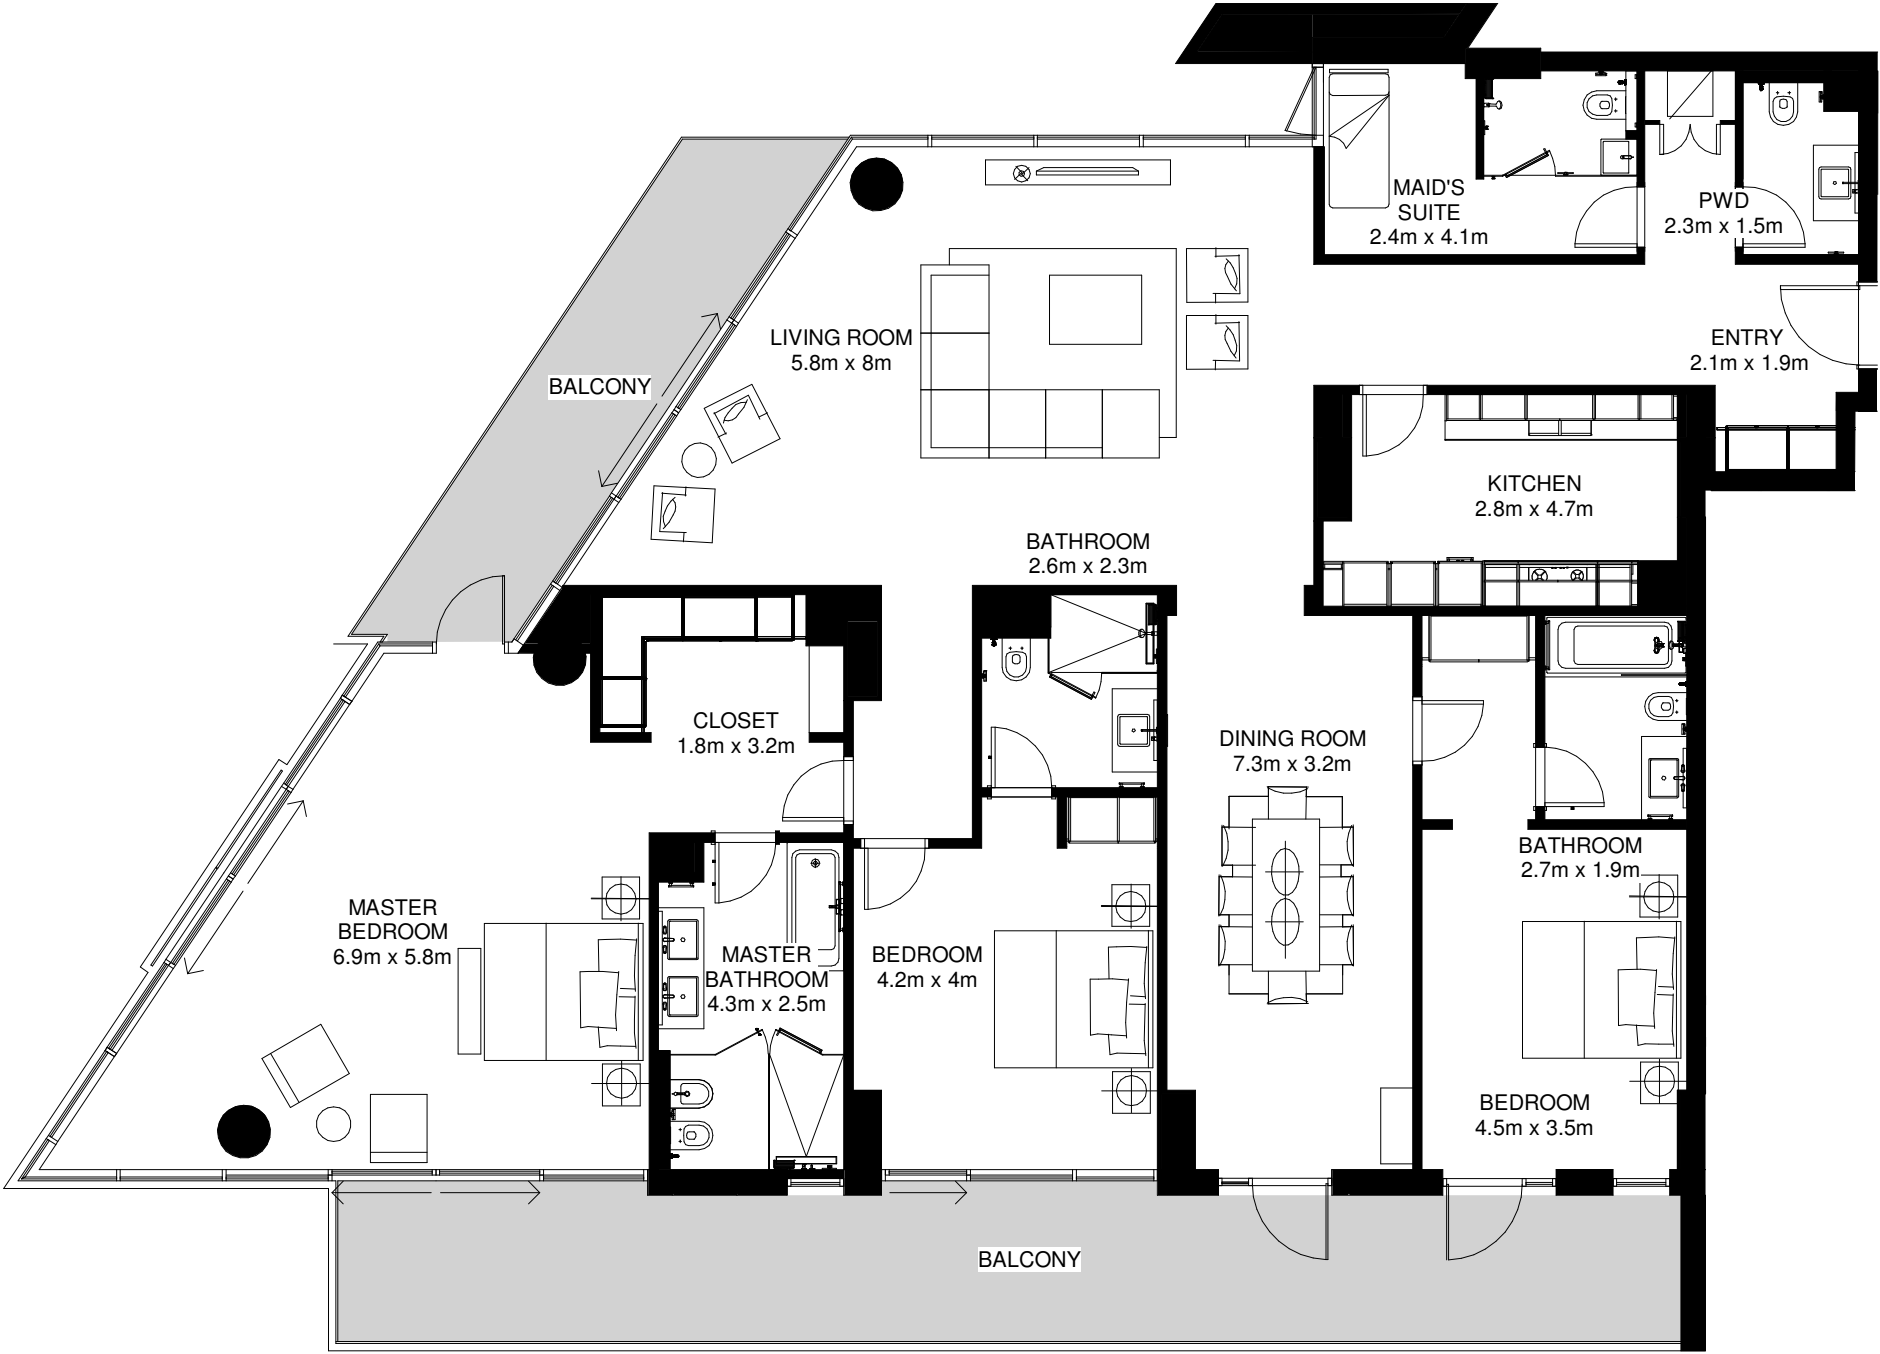 MAID'S
SUITE
2.4m x 4.1m
PWD
2.3m x 1.5m
LIVING ROOM
5.8m x 8m
ENTRY
2.1m x 1.9m
BALCONY
KITCHEN
2.8m x 4.7m
BATHROOM
2.6m x 2.3m
CLOSET
1.8m x 3.2m
DINING ROOM
7.3m x 3.2m
BATHROOM
2.7m x 1.9m
MASTER
BEDROOM
6.9m x 5.8m
MASTER
BATHROOM
4.3m x 2.5m
BEDROOM
4.2m x 4m
BEDROOM
4.5m x 3.5m
BALCONY